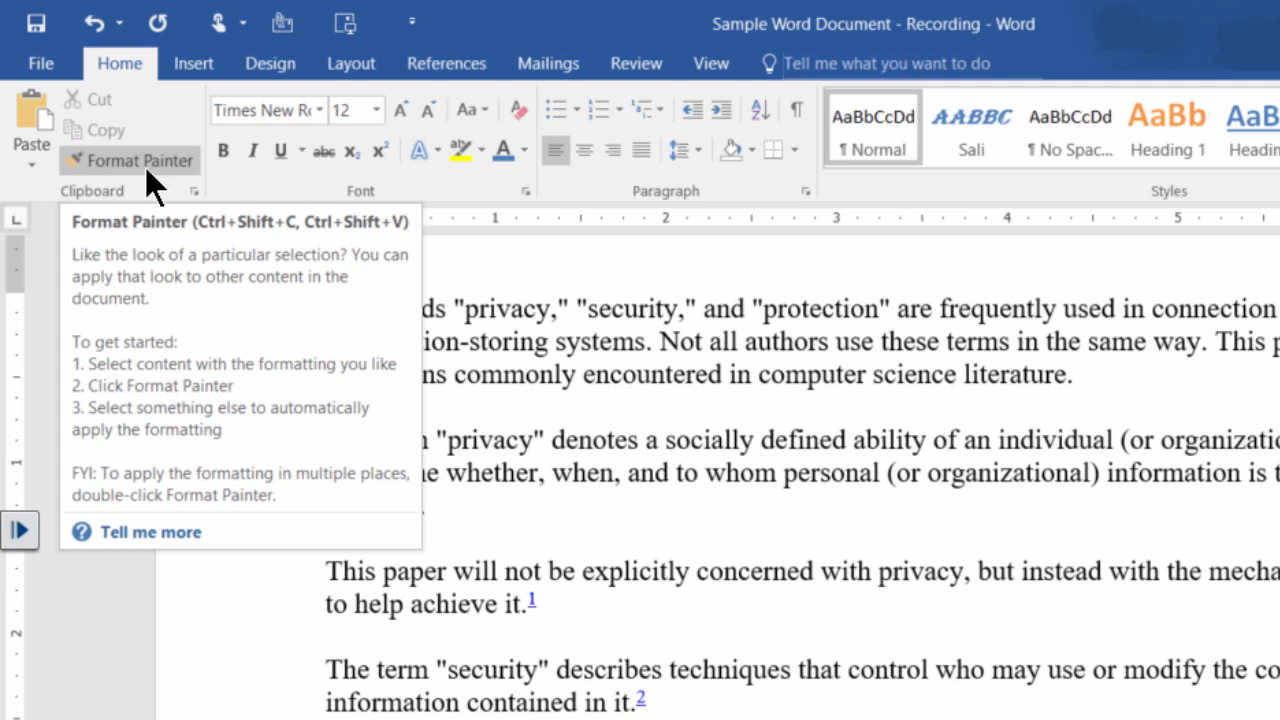 Sample Word Document - Recording - Word
File Home Insert Design Layout References Mailings Review View Tell me what you want to do
Paste
Cut
Copy
Format Painter
Clipboard
Times New Ro 12 Aa
B I U abc x₂ x² A ab A
Font
Paragraph
AaBbCcDd AABBC AaBbCcDd AaBb AaB
¶ Normal Sali ¶ No Spac... Heading 1 Headin
Styles
L 1 2 3 4 5
Format Painter (Ctrl+Shift+C, Ctrl+Shift+V)
Like the look of a particular selection? You can
apply that look to other content in the
document.
To get started:
1. Select content with the formatting you like
2. Click Format Painter
3. Select something else to automatically
apply the formatting
FYI: To apply the formatting in multiple places,
double-click Format Painter.
Tell me more
1
2
ds "privacy," "security," and "protection" are frequently used in connection
ion-storing systems. Not all authors use these terms in the same way. This p
ns commonly encountered in computer science literature.
"privacy" denotes a socially defined ability of an individual (or organizatio
e whether, when, and to whom personal (or organizational) information is t
.
This paper will not be explicitly concerned with privacy, but instead with the mecha
to help achieve it.1
The term "security" describes techniques that control who may use or modify the co
information contained in it.2